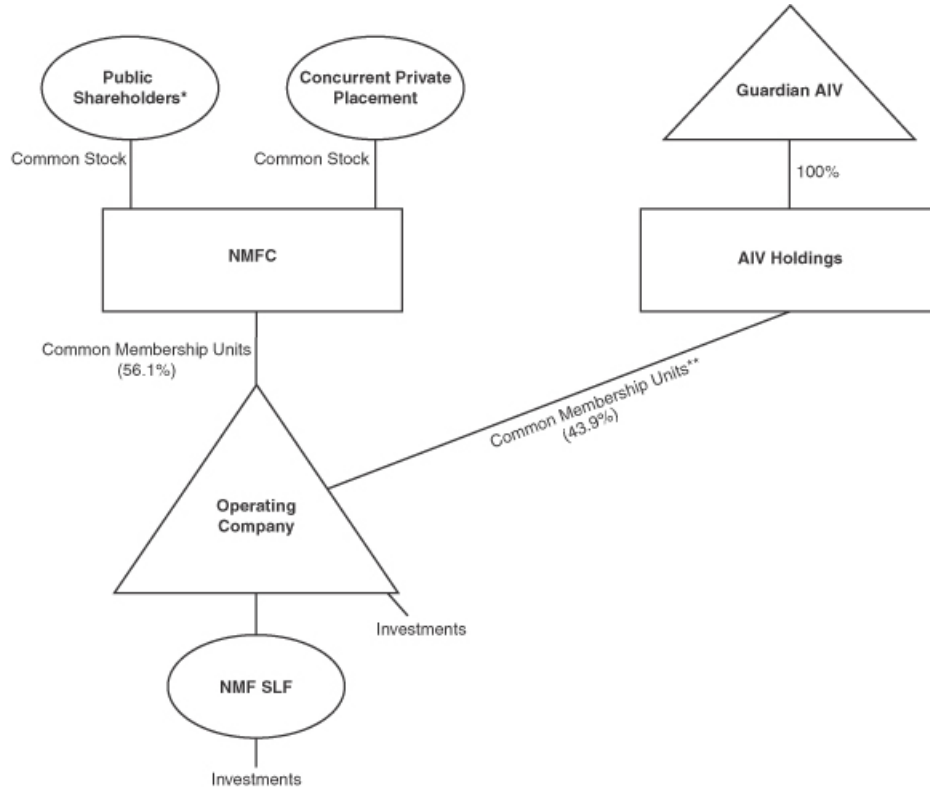 Public
Shareholders*
Concurrent Private
Placement
Guardian AIV
Common Stock
Common Stock
100%
NMFC
AIV Holdings
Common Membership Units
(56.1%)
Common Membership Units**
(43.9%)
Operating
Company
Investments
NMF SLF
Investments